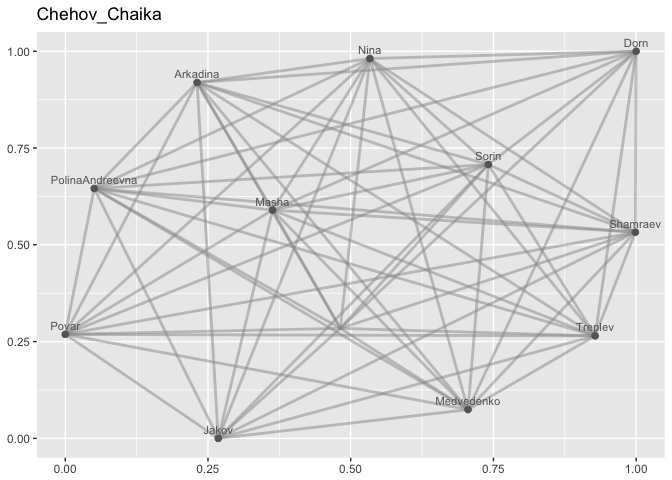 Chehov_Chaika
1.00
0.75
0.50
0.25
0.00
Nina
Dorn
Arkadina
Sorin
PolinaAndreevna
Masha
Shamraev
Povar
Treplev
Medvedenko
Jakov
0.00 0.25 0.50 0.75 1.00